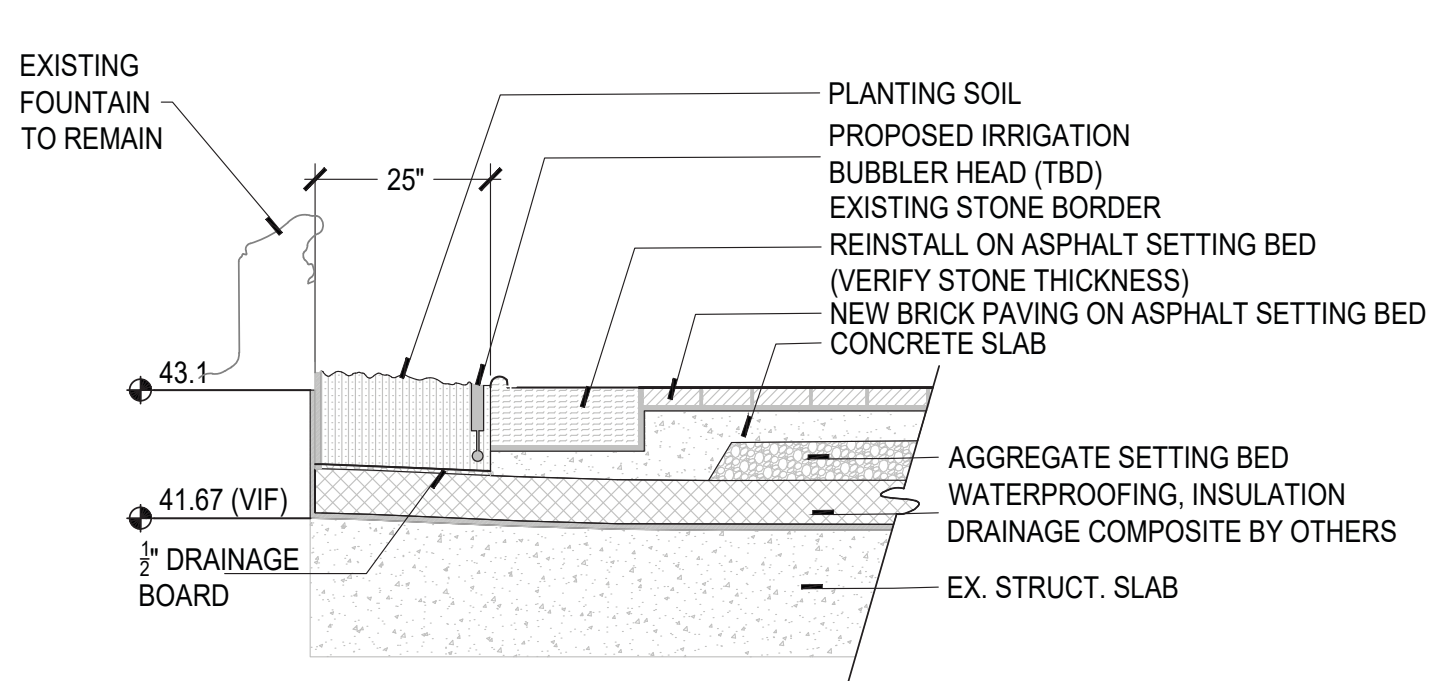 EXISTING
FOUNTAIN
TO REMAIN
25"
PLANTING SOIL
PROPOSED IRRIGATION
BUBBLER HEAD (TBD)
EXISTING STONE BORDER
REINSTALL ON ASPHALT SETTING BED
(VERIFY STONE THICKNESS)
NEW BRICK PAVING ON ASPHALT SETTING BED
CONCRETE SLAB
43.1
41.67 (VIF)
½" DRAINAGE
BOARD
AGGREGATE SETTING BED
WATERPROOFING, INSULATION
DRAINAGE COMPOSITE BY OTHERS
EX. STRUCT. SLAB